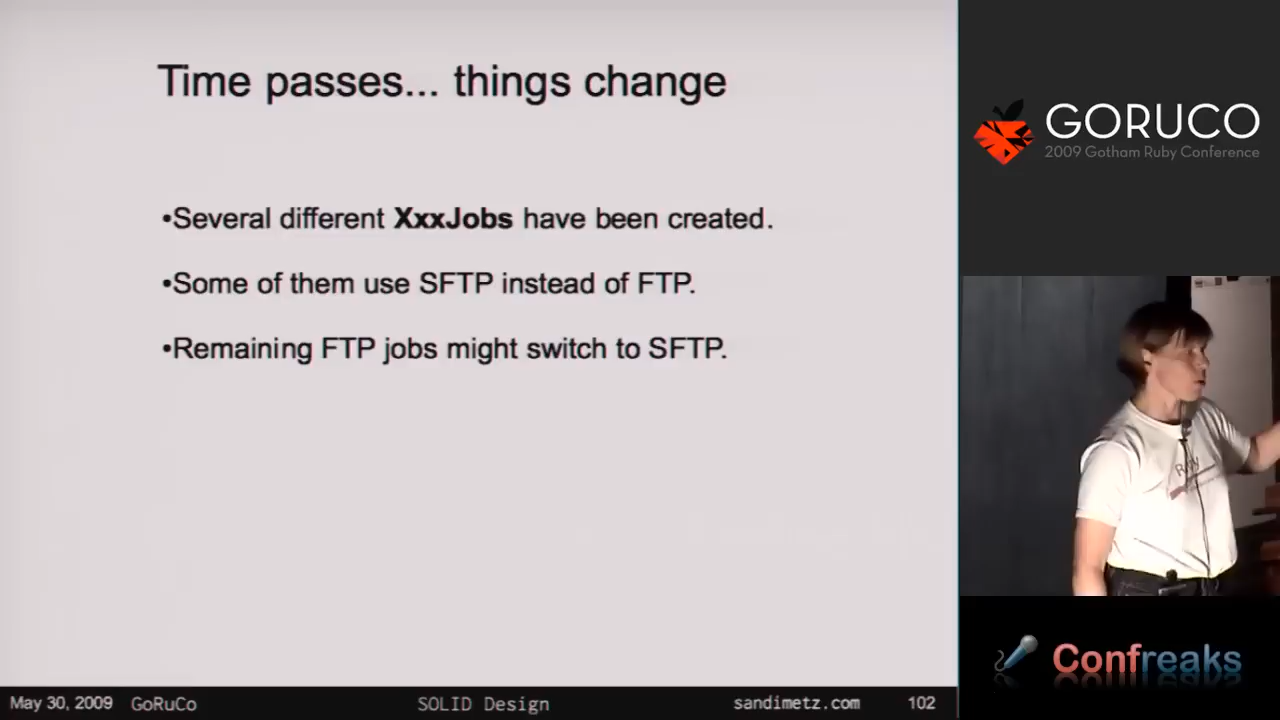 Time passes... things change
•Several different XxxJobs have been created.
•Some of them use SFTP instead of FTP.
•Remaining FTP jobs might switch to SFTP.
May 30, 2009 GoRuCo SOLID Design sandimetz.com 102
GORUCO
2009 Gotham Ruby Conference
Confreaks